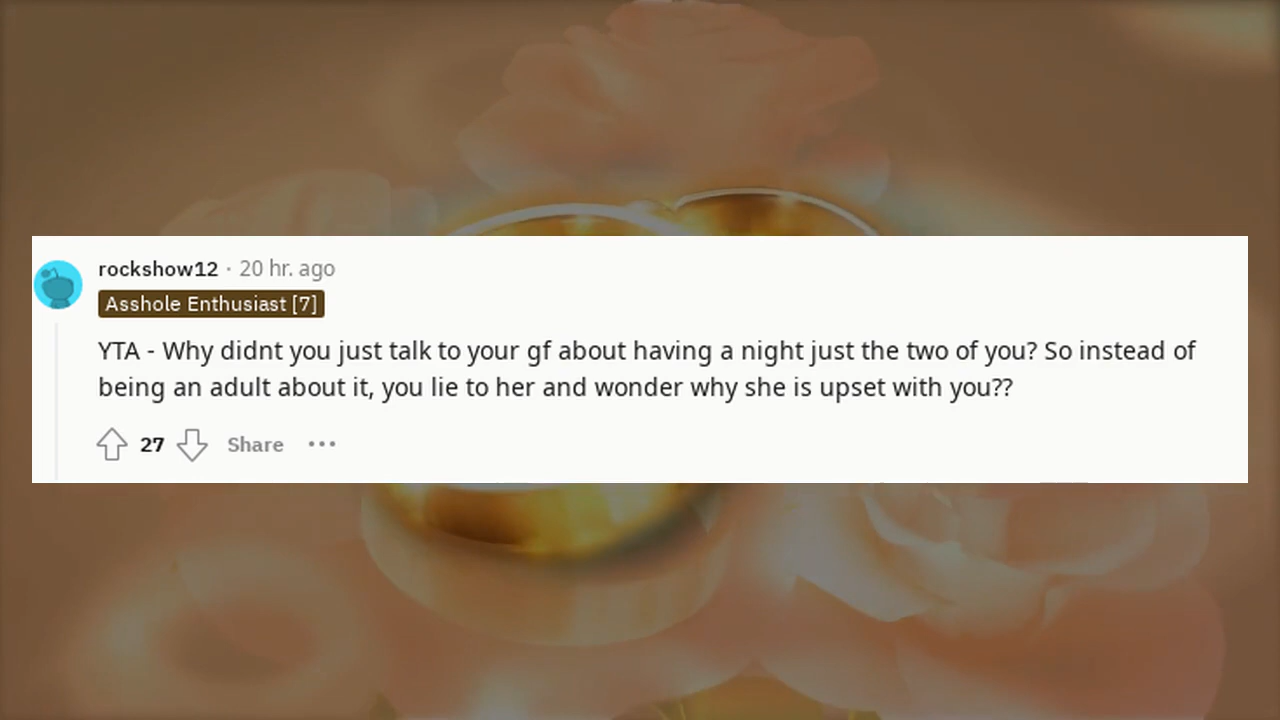 rockshow12 · 20 hr. ago
Asshole Enthusiast [7]
YTA - Why didnt you just talk to your gf about having a night just the two of you? So instead of
being an adult about it, you lie to her and wonder why she is upset with you??
27 Share •••